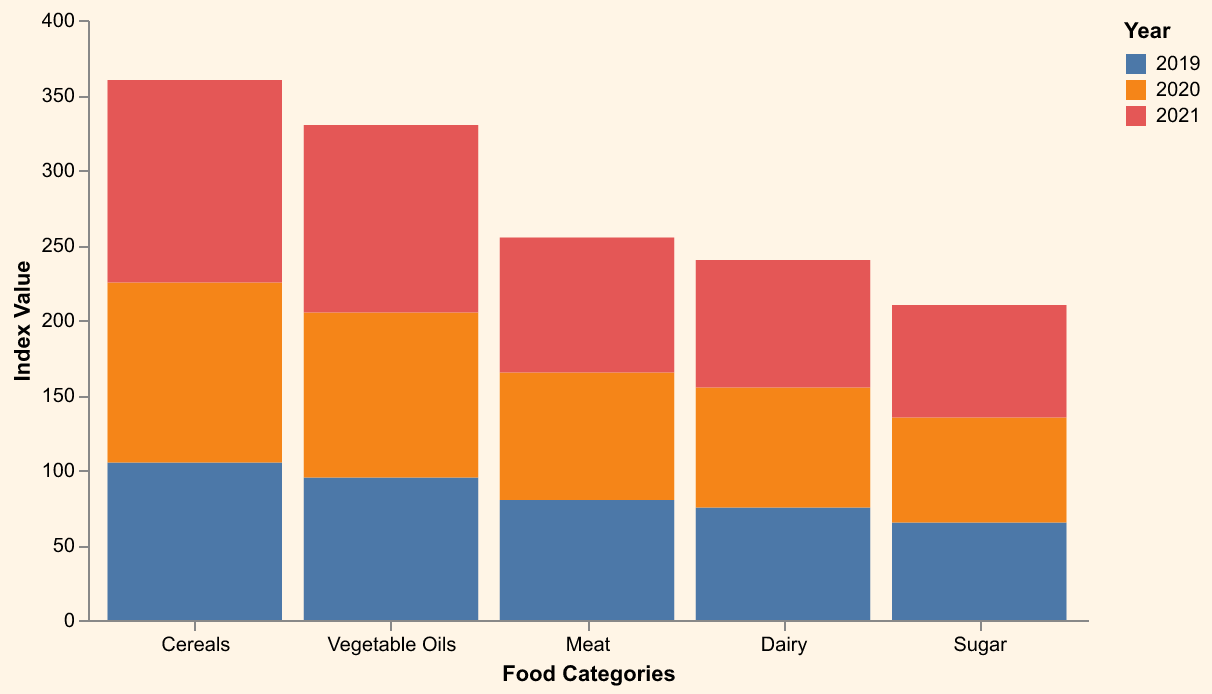 400
350
300
250
200
150
100
50
0
Index Value
Cereals
Vegetable Oils
Meat
Dairy
Sugar
Food Categories
Year
2019
2020
2021